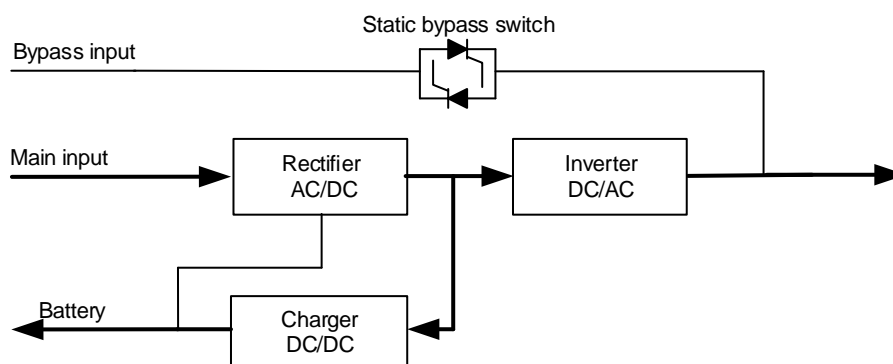 Static bypass switch
Bypass input
Main input
Rectifier
AC/DC
Inverter
DC/AC
Battery
Charger
DC/DC